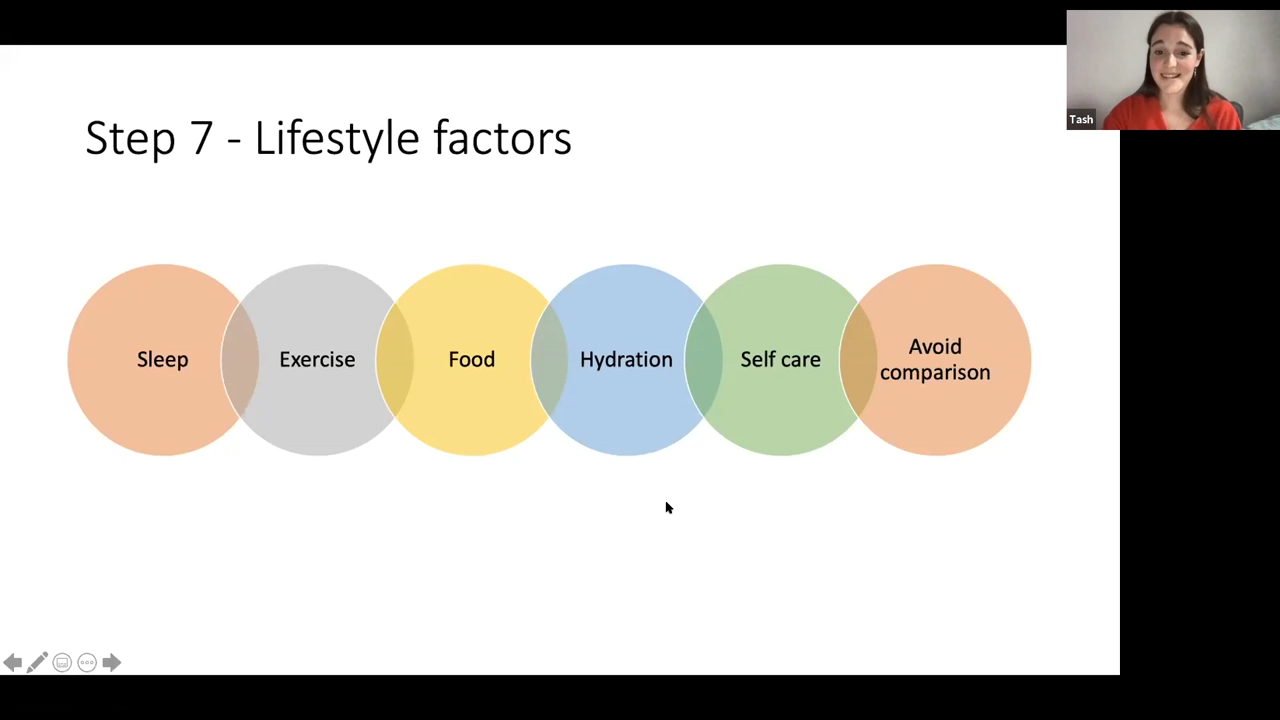 Tash
Step 7 - Lifestyle factors
Sleep
Exercise
Food
Hydration
Self care
Avoid
comparison